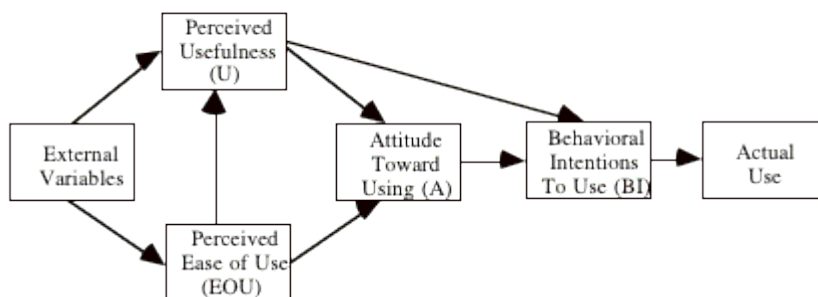 Perceived
Usefulness
(U)
External
Variables
Attitude
Toward
Using (A)
Behavioral
Intentions
To Use (BI)
Actual
Use
Perceived
Ease of Use
(EOU)